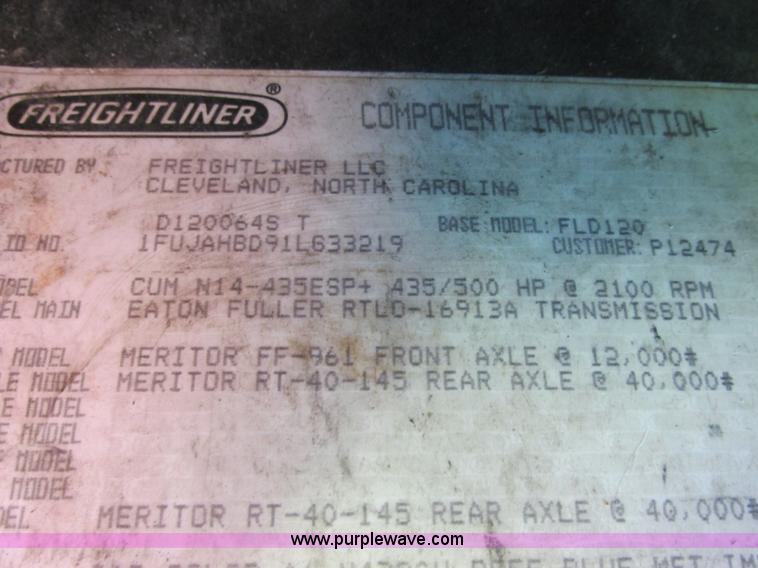 FREIGHTLINER ® COMPONENT INFORMATION
CTURED BY FREIGHTLINER LLC
CLEVELAND, NORTH CAROLINA
D120064S T BASE MODEL: FLD120
ID NO. 1FUJAHBD91LG33219 CUSTOMER: P12474
ODEL CUM N14-435ESP+ 435/500 HP @ 2100 RPM
EL MAIN EATON FULLER RTLO-16913A TRANSMISSION
MODEL MERITOR FF-961 FRONT AXLE @ 12,000#
LE MODEL MERITOR RT-40-145 REAR AXLE @ 40,000#
E MODEL
E MODEL
MODEL
MODEL
DEL MERITOR RT-40-145 REAR AXLE @ 40,000#
www.purplewave.com